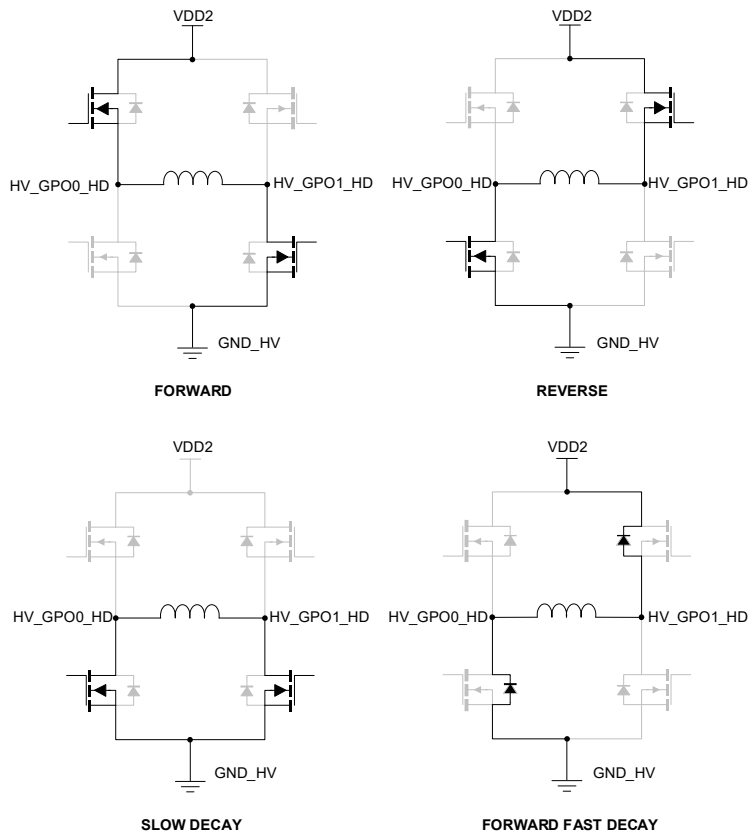 VDD2
HV_GPO0_HD
HV_GPO1_HD
GND_HV
FORWARD
VDD2
HV_GPO0_HD
HV_GPO1_HD
GND_HV
REVERSE
VDD2
HV_GPO0_HD
HV_GPO1_HD
GND_HV
SLOW DECAY
VDD2
HV_GPO0_HD
HV_GPO1_HD
GND_HV
FORWARD FAST DECAY